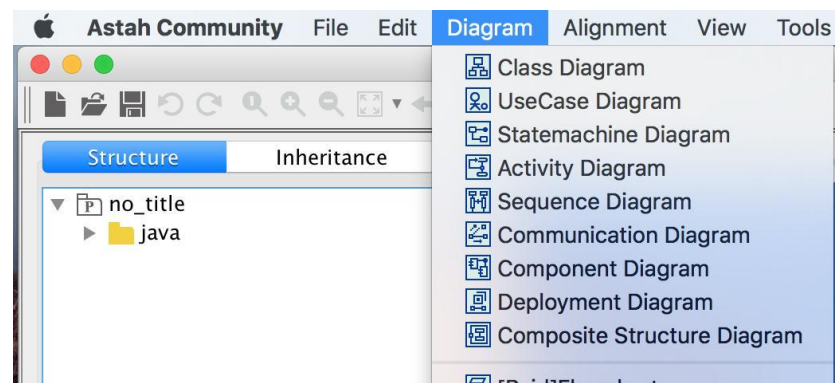 Astah Community File Edit Diagram Alignment View Tools
Class Diagram
UseCase Diagram
Statemachine Diagram
Activity Diagram
Sequence Diagram
Communication Diagram
Component Diagram
Deployment Diagram
Composite Structure Diagram
Structure Inheritance
no_title
java